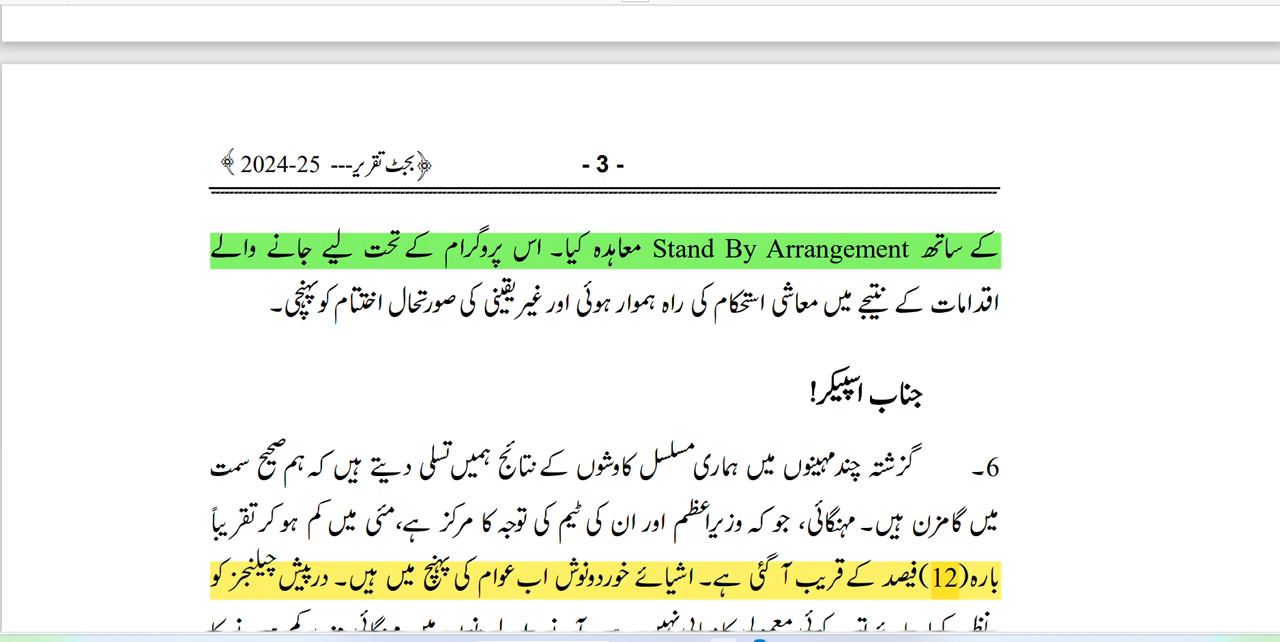 ﴿بجٹ تقریر--- 2024-25﴾ - 3 -
کے ساتھ Stand By Arrangement معاہدہ کیا۔ اس پروگرام کے تحت لیے جانے والے
اقدامات کے نتیجے میں معاشی استحکام کی راہ ہموار ہوئی اور غیر یقینی کی صورتحال اختتام کو پہنچی۔
جناب اسپیکر!
6۔ گزشتہ چند مہینوں میں ہماری مسلسل کاوشوں کے نتائج ہمیں تسلی دیتے ہیں کہ ہم صحیح سمت
میں گامزن ہیں۔ مہنگائی، جو کہ وزیراعظم اور ان کی ٹیم کی توجہ کا مرکز ہے، مئی میں کم ہو کر تقریباً
بارہ (12) فیصد کے قریب آ گئی ہے۔ اشیائے خوردونوش اب عوام کی پہنچ میں ہیں۔ درپیش چیلنجز کو